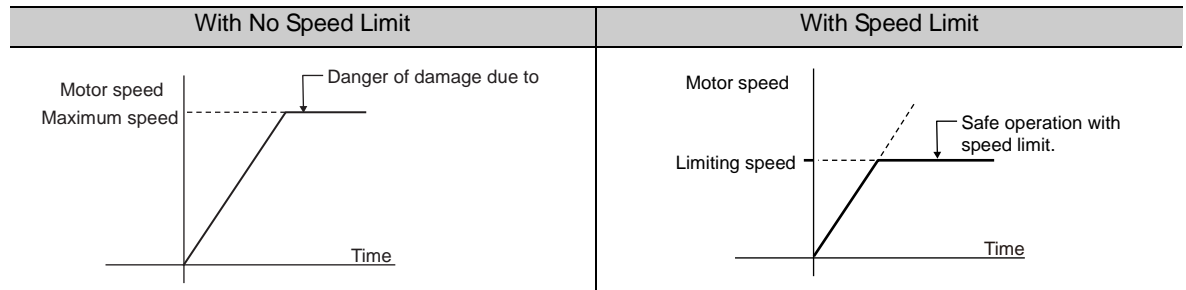 With No Speed Limit
With Speed Limit
Motor speed
Maximum speed
Danger of damage due to
Time
Motor speed
Limiting speed
Safe operation with
speed limit.
Time